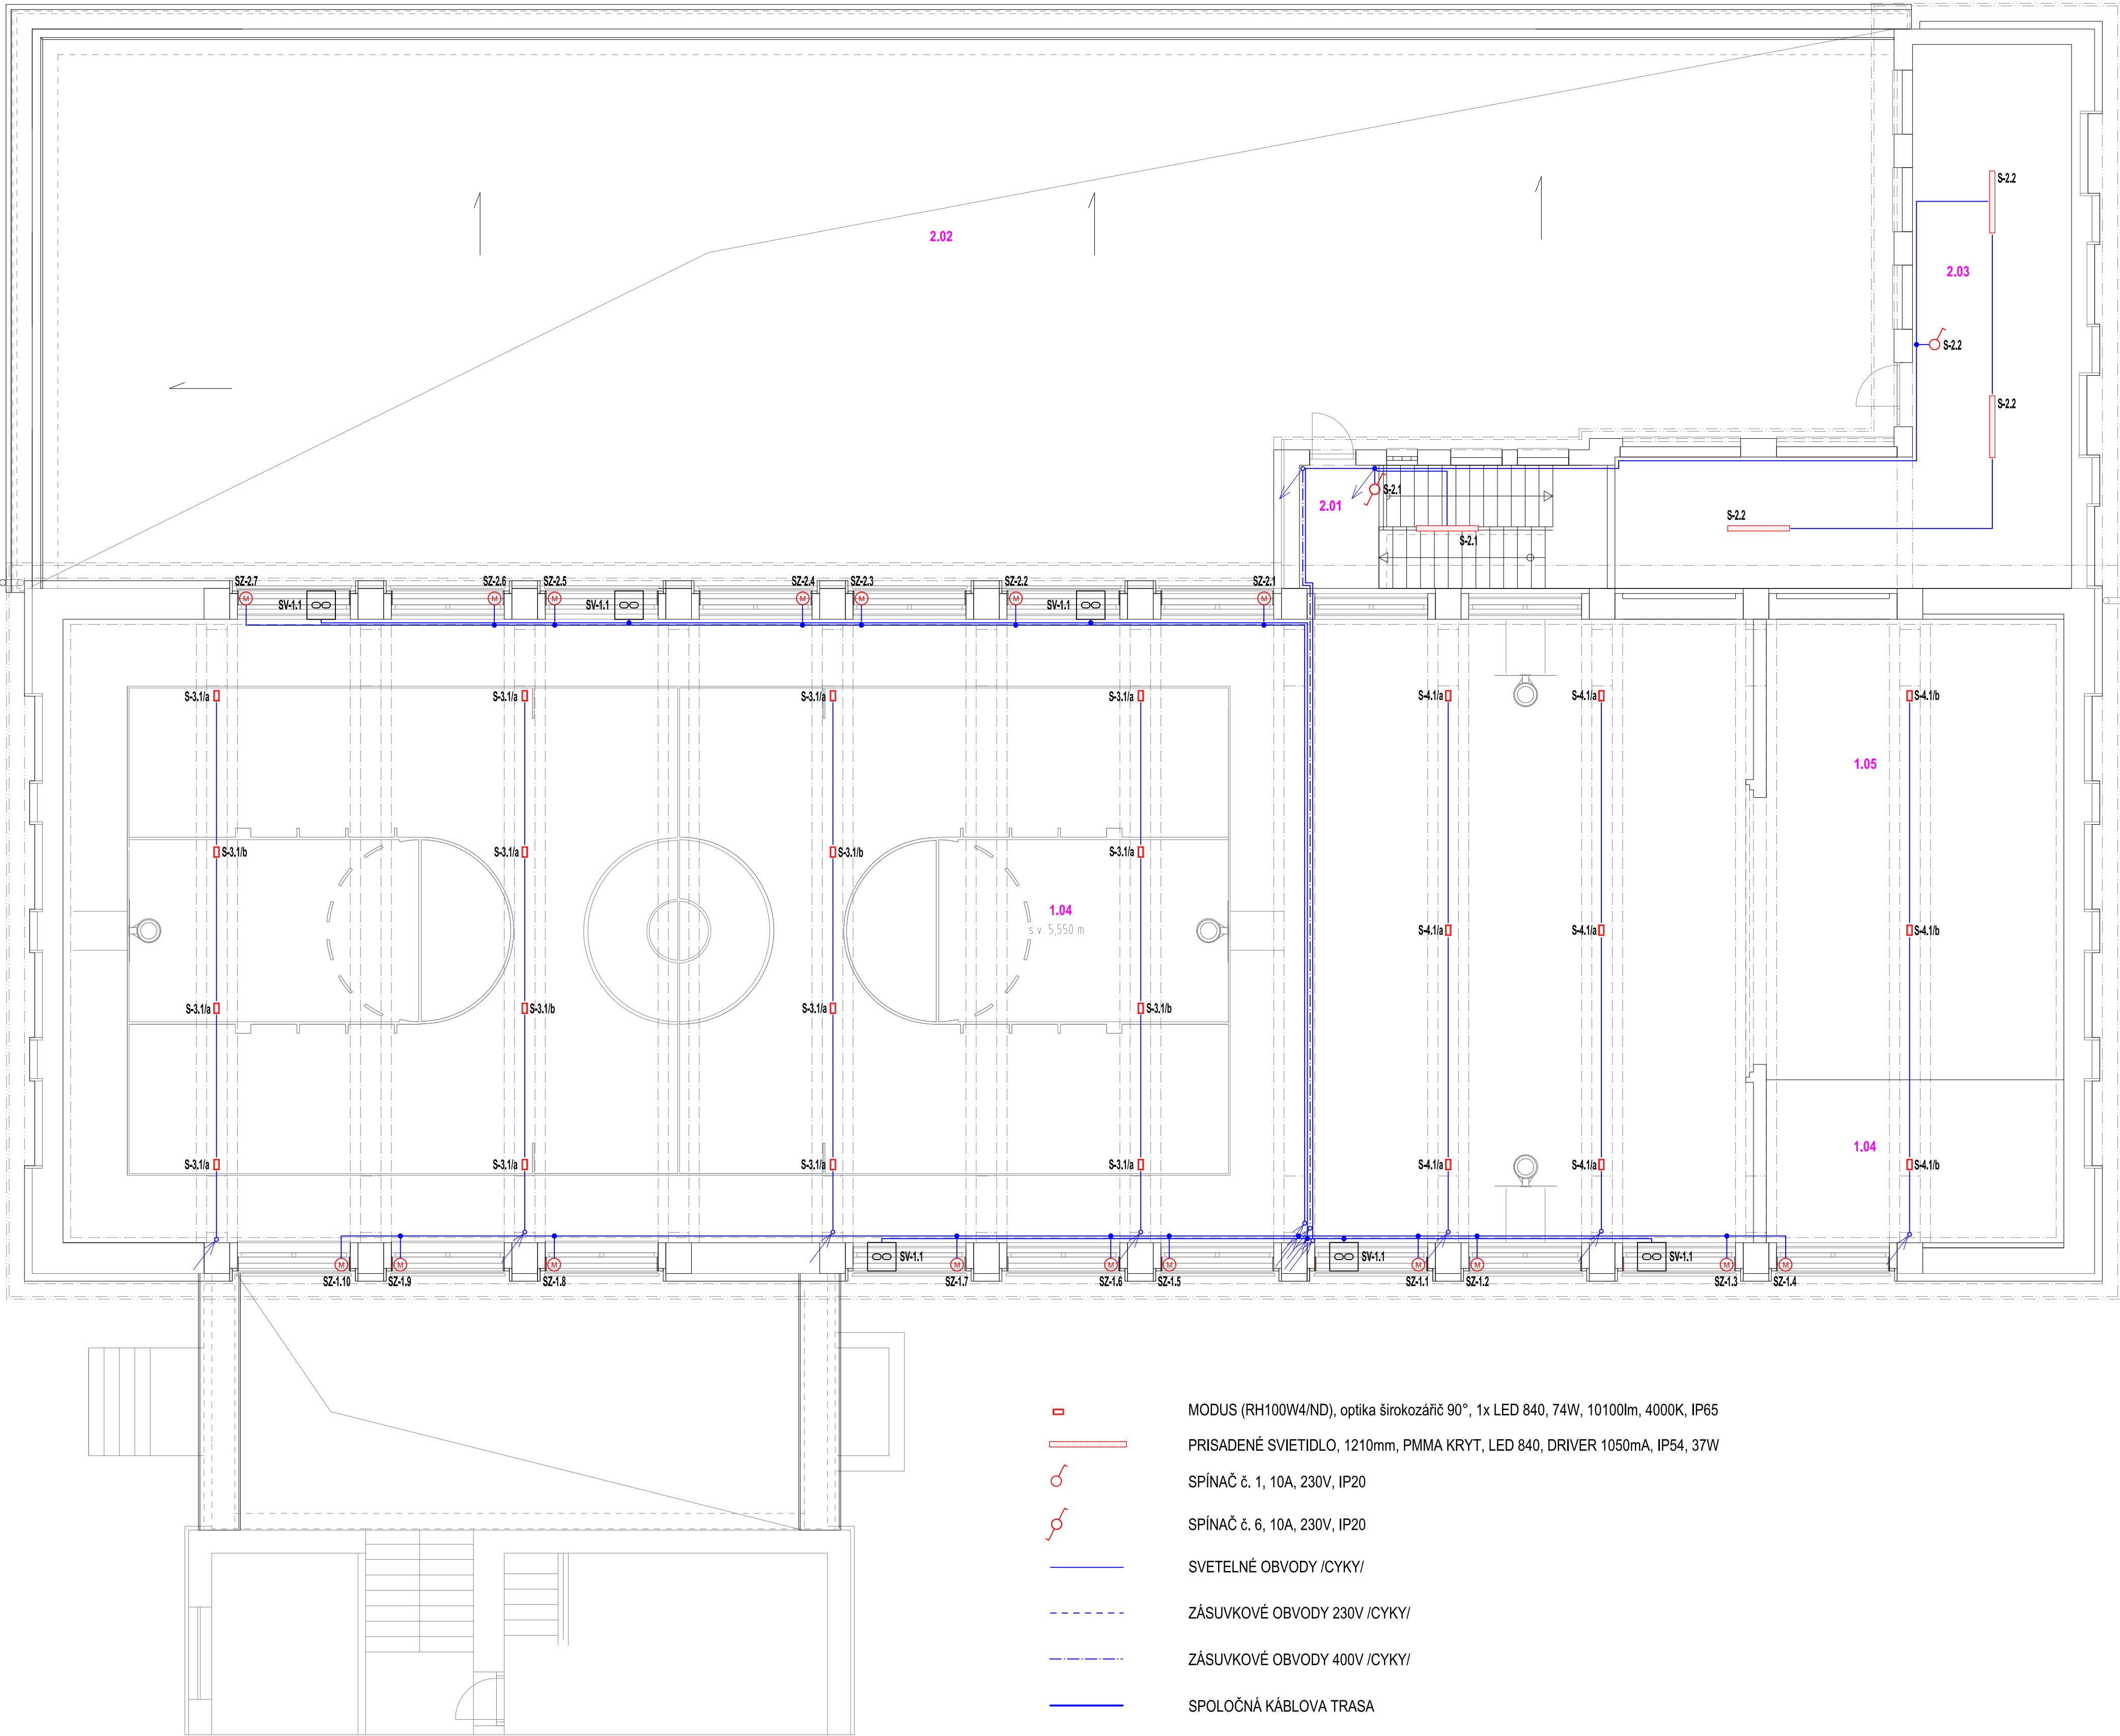 S-2.2
2.02
2.03
S-2.2
S-2.2
S-2.1
2.01
S-2.2
S-2.1
SZ-2.7 SZ-2.6 SZ-2.5 SZ-2.4 SZ-2.3 SZ-2.2 SZ-2.1
M M M M M M M
SV-1.1 SV-1.1 SV-1.1
S-3.1/a S-3.1/a S-3.1/a S-3.1/a S-4.1/a S-4.1/a S-4.1/b
1.05
S-3.1/b S-3.1/a S-3.1/b S-3.1/a
1.04
s.v. 5,550 m
S-4.1/a S-4.1/a S-4.1/b
S-3.1/a S-3.1/b S-3.1/a S-3.1/b
1.04
S-3.1/a S-3.1/a S-3.1/a S-3.1/a S-4.1/a S-4.1/a S-4.1/b
SV-1.1 SV-1.1 SV-1.1
M M M M M M M M M M
SZ-1.10 SZ-1.9 SZ-1.8 SZ-1.7 SZ-1.6 SZ-1.5 SZ-1.1 SZ-1.2 SZ-1.3 SZ-1.4
MODUS (RH100W4/ND), optika širokozářič 90°, 1x LED 840, 74W, 10100lm, 4000K, IP65
PRISADENÉ SVIETIDLO, 1210mm, PMMA KRYT, LED 840, DRIVER 1050mA, IP54, 37W
SPÍNAČ č. 1, 10A, 230V, IP20
SPÍNAČ č. 6, 10A, 230V, IP20
SVETELNÉ OBVODY /CYKY/
ZÁSUVKOVÉ OBVODY 230V /CYKY/
ZÁSUVKOVÉ OBVODY 400V /CYKY/
SPOLOČNÁ KÁBLOVA TRASA